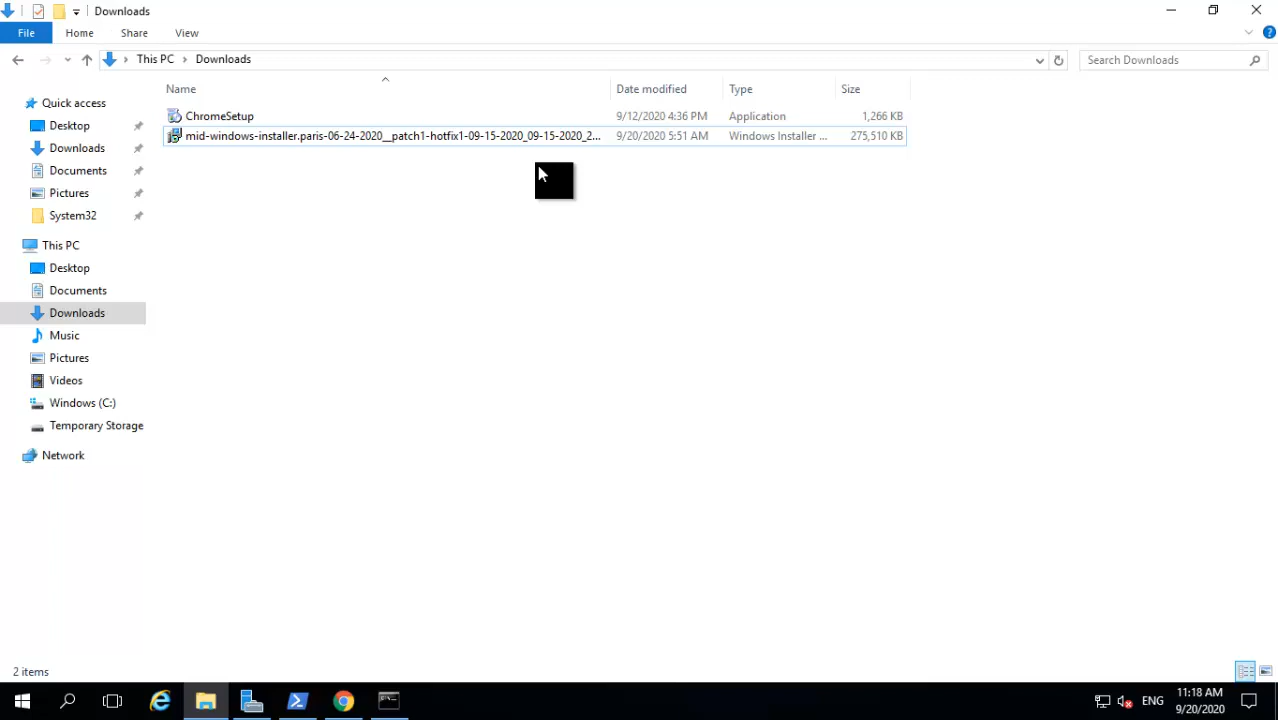 Downloads
File Home Share View
This PC Downloads
Search Downloads
Name Date modified Type Size
ChromeSetup 9/12/2020 4:36 PM Application 1,266 KB
mid-windows-installer.paris-06-24-2020__patch1-hotfix1-09-15-2020_09-15-2020_2... 9/20/2020 5:51 AM Windows Installer ... 275,510 KB
Quick access
Desktop
Downloads
Documents
Pictures
System32
This PC
Desktop
Documents
Downloads
Music
Pictures
Videos
Windows (C:)
Temporary Storage
Network
2 items
ENG
11:18 AM
9/20/2020